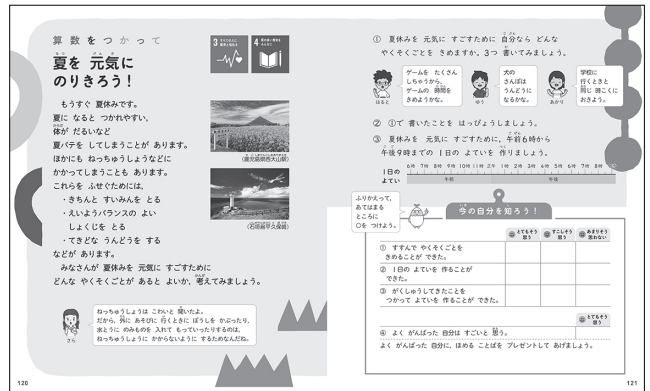 算数をつかって
夏を 元気に
のりきろう！
3 すべての人に
健康と福祉を
4 質の高い教育を
みんなに
もうすぐ 夏休みです。
夏に なると つかれやすい、
体が だるいなど
夏バテを してしまうことが あります。
ほかにも ねっちゅうしょうなどに
かかってしまうことも あります。
これらを ふせぐためには、
・きちんと すいみんを とる
・えいようバランスの よい
しょくじを とる
・てきどな うんどうを する
などが あります。
みなさんが 夏休みを 元気に すごすために
どんな やくそくごとが あると よいか、考えてみましょう。
(鹿児島県西大山駅)
(石垣島平久保崎)
ねっちゅうしょうは こわいと 聞いたよ。
だから、外に あそびに 行くときに ぼうしを かぶったり、
水とうに のみものを 入れて もっていったりするのは、
ねっちゅうしょうに かからないように するためなんだね。
さら
120
① 夏休みを 元気に すごすために 自分なら どんな
やくそくごとを きめますか。3つ 書いてみましょう。
はると
ゲームを たくさん
しちゃうから、
ゲームの 時間を
きめようかな。
ゆう
犬の
さんぽは
うんどうに
なるかな。
あかり
学校に
行くときと
同じ 時こくに
おきよう。
② ①で 書いたことを はっぴょうしましょう。
③ 夏休みを 元気に すごすために、午前6時から
午後9時までの 1日の よていを 作りましょう。
6時 7時 8時 9時 10時 11時 正午 1時 2時 3時 4時 5時 6時 7時 8時 9時
1日の
よてい
午前 午後
ふりかえって、
あてはまる
ところに
○を つけよう。
今の自分を知ろう！
とてもそう
思う
すこしそう
思う
あまりそう
思わない
① すすんで やくそくごとを
きめることが できた。
② 1日の よていを 作ることが
できた。
③ がくしゅうしてきたことを
つかって よていを 作ることが できた。
とてもそう
思う
④ よく がんばった 自分は すごいと 思う。
よく がんばった 自分に、ほめる ことばを プレゼントして あげましょう。
121